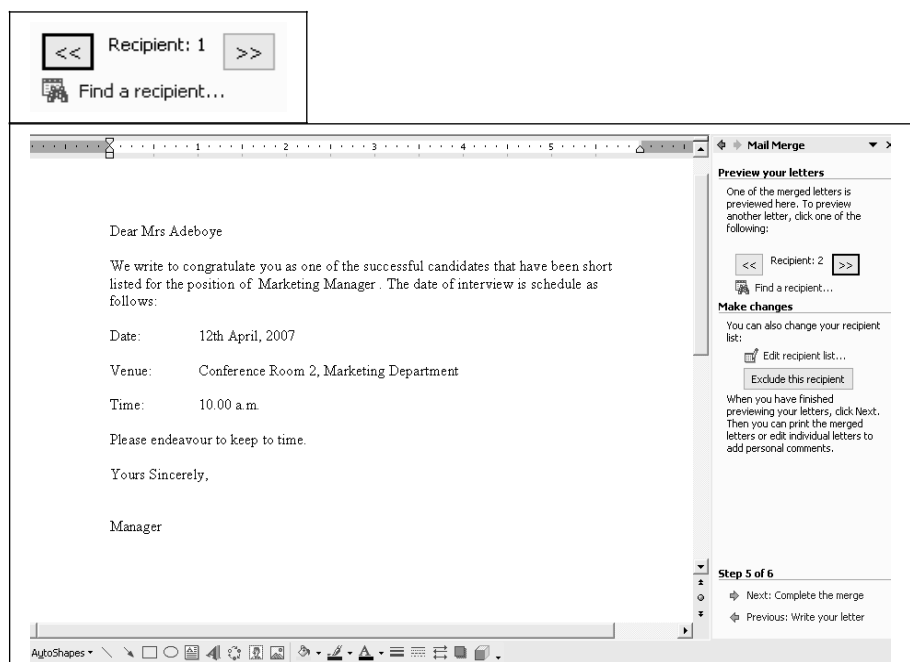 << Recipient: 1 >>
Find a recipient...
1 2 3 4 5
Mail Merge
Preview your letters
One of the merged letters is
previewed here. To preview
another letter, click one of the
following:
<< Recipient: 2 >>
Find a recipient...
Make changes
You can also change your recipient
list:
Edit recipient list...
Exclude this recipient
When you have finished
previewing your letters, click Next.
Then you can print the merged
letters or edit individual letters to
add personal comments.
Step 5 of 6
Next: Complete the merge
Previous: Write your letter
Dear Mrs Adeboye
We write to congratulate you as one of the successful candidates that have been short
listed for the position of Marketing Manager . The date of interview is schedule as
follows:
Date: 12th April, 2007
Venue: Conference Room 2, Marketing Department
Time: 10.00 a.m.
Please endeavour to keep to time.
Yours Sincerely,
Manager
AutoShapes